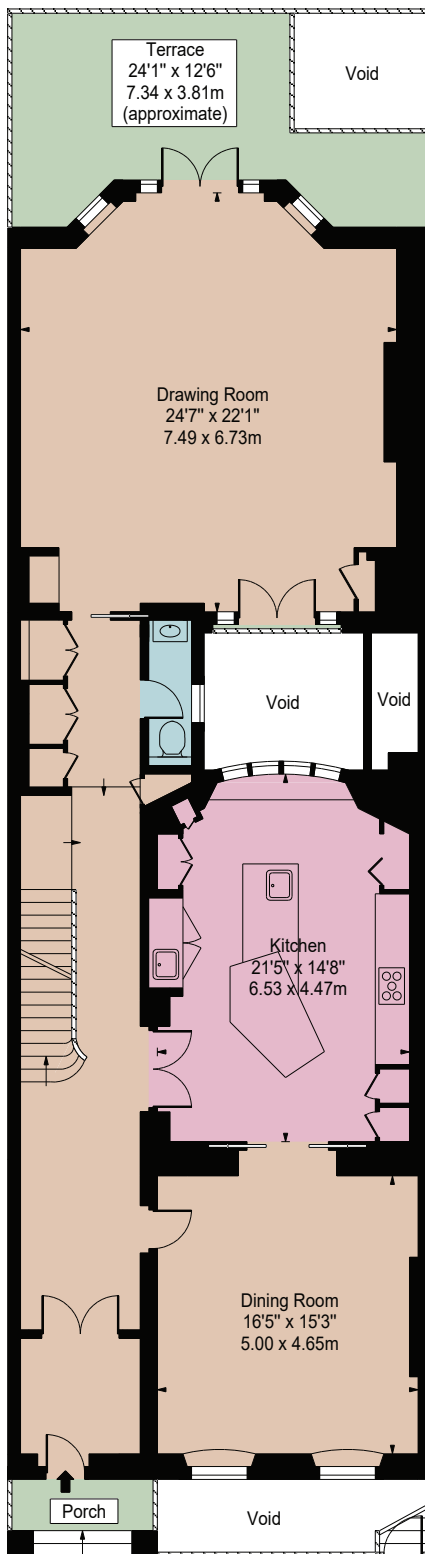 Terrace
24'1" x 12'6"
7.34 x 3.81m
(approximate)
Void
Drawing Room
24'7" x 22'1"
7.49 x 6.73m
Void
Void
Kitchen
21'5" x 14'8"
6.53 x 4.47m
Dining Room
16'5" x 15'3"
5.00 x 4.65m
Porch
Void